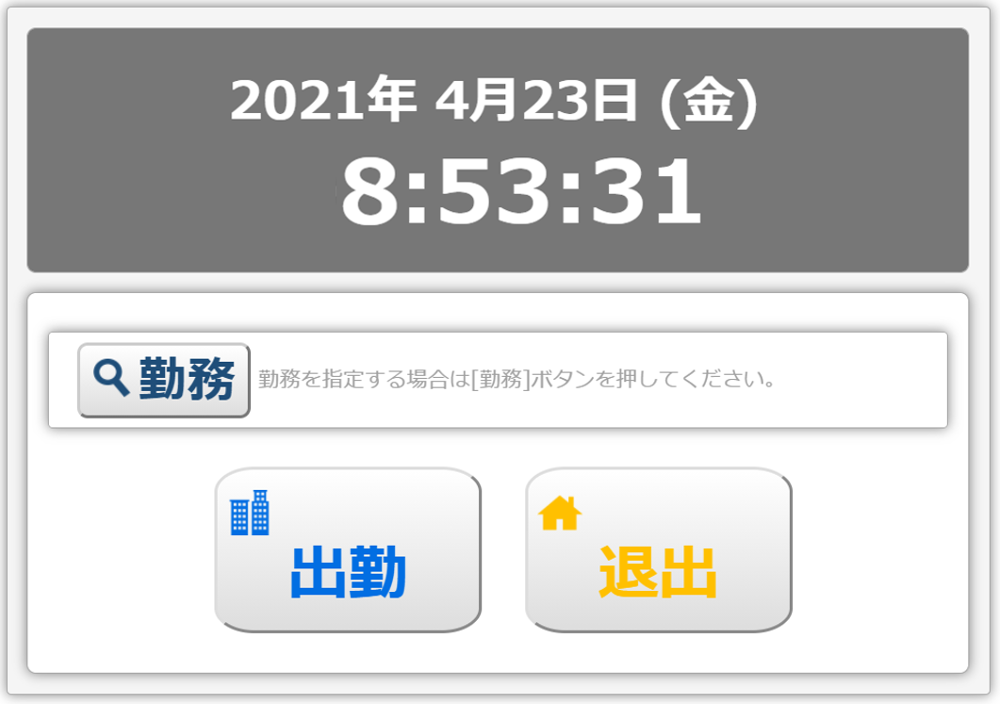 2021年 4月23日 (金)
8:53:31
勤務
勤務を指定する場合は[勤務]ボタンを押してください。
出勤
退出